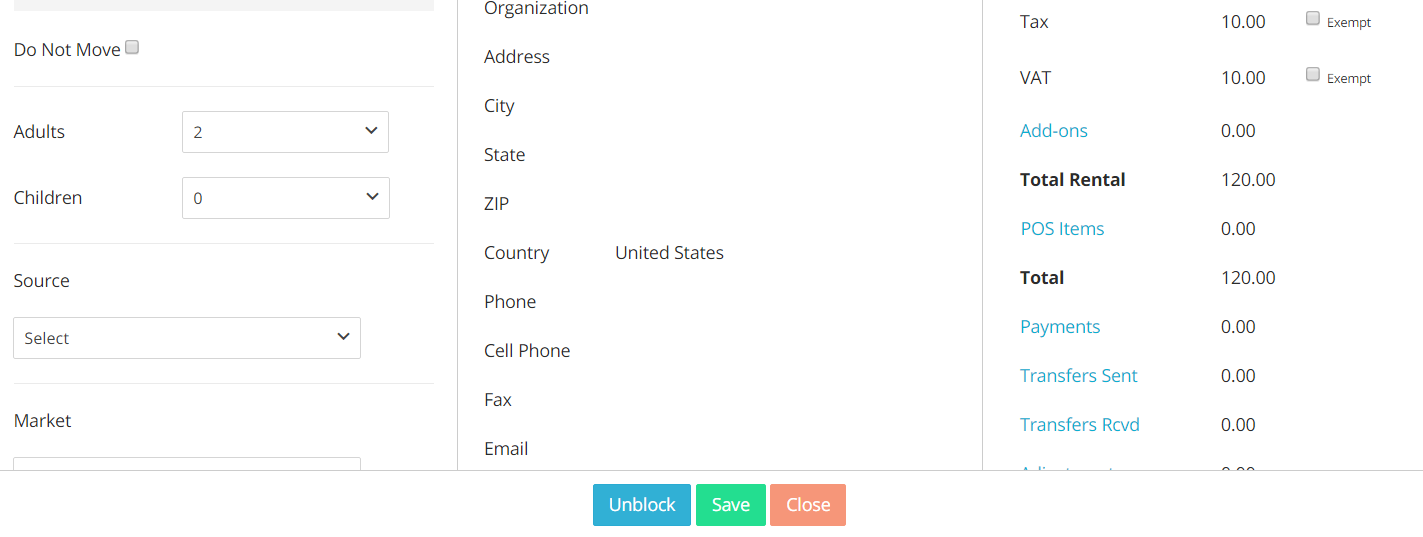 Do Not Move
Adults 2
Children 0
Source
Select
Market
Organization
Address
City
State
ZIP
Country United States
Phone
Cell Phone
Fax
Email
Tax 10.00 Exempt
VAT 10.00 Exempt
Add-ons 0.00
Total Rental 120.00
POS Items 0.00
Total 120.00
Payments 0.00
Transfers Sent 0.00
Transfers Rcvd 0.00
Unblock Save Close